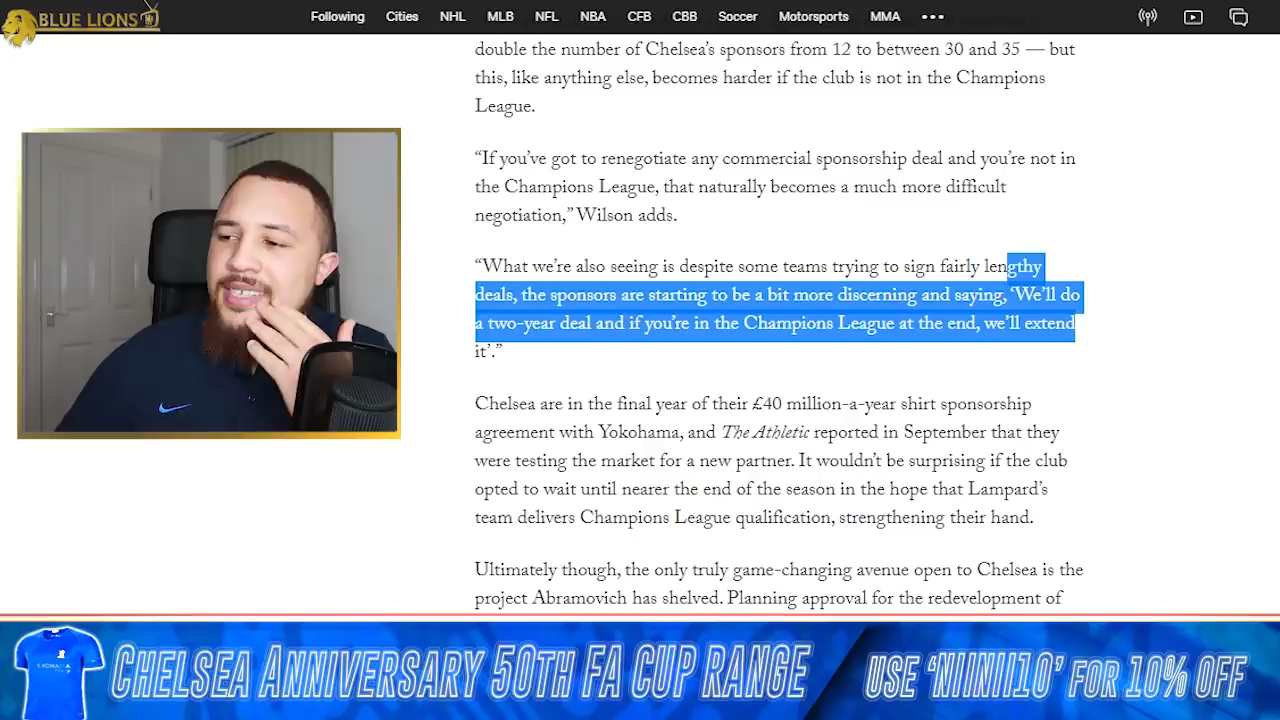 BLUE LIONS TV
Following Cities NHL MLB NFL NBA CFB CBB Soccer Motorsports MMA
double the number of Chelsea’s sponsors from 12 to between 30 and 35 — but
this, like anything else, becomes harder if the club is not in the Champions
League.
“If you’ve got to renegotiate any commercial sponsorship deal and you’re not in
the Champions League, that naturally becomes a much more difficult
negotiation,” Wilson adds.
“What we’re also seeing is despite some teams trying to sign fairly lengthy
deals, the sponsors are starting to be a bit more discerning and saying, ‘We’ll do
a two-year deal and if you’re in the Champions League at the end, we’ll extend
it’.”
Chelsea are in the final year of their £40 million-a-year shirt sponsorship
agreement with Yokohama, and The Athletic reported in September that they
were testing the market for a new partner. It wouldn’t be surprising if the club
opted to wait until nearer the end of the season in the hope that Lampard’s
team delivers Champions League qualification, strengthening their hand.
Ultimately though, the only truly game-changing avenue open to Chelsea is the
project Abramovich has shelved. Planning approval for the redevelopment of
CHELSEA ANNIVERSARY 50TH FA CUP RANGE
USE ‘NIINII10’ FOR 10% OFF